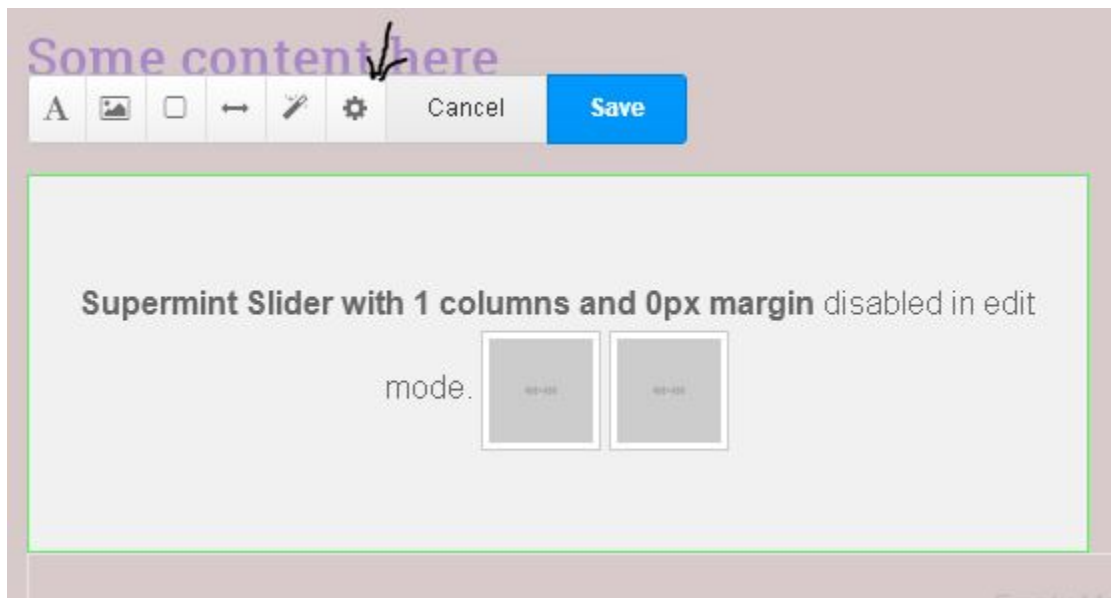 Some content here
A Cancel Save
Supermint Slider with 1 columns and 0px margin disabled in edit
mode.